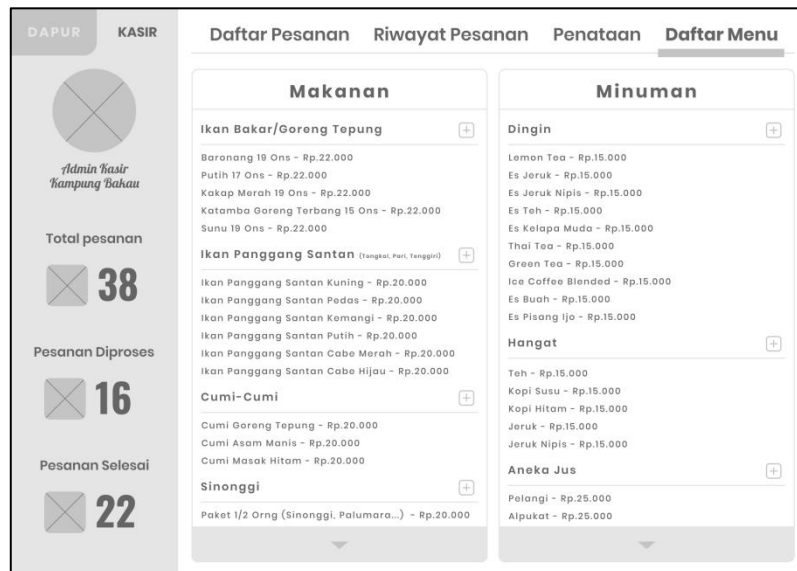 DAPUR
KASIR
Daftar Pesanan
Riwayat Pesanan
Penataan
Daftar Menu
Admin Kasir
Kampung Bakau
Total pesanan
38
Pesanan Diproses
16
Pesanan Selesai
22
Makanan
Ikan Bakar/Goreng Tepung
Baronang 19 Ons - Rp.22.000
Putih 17 Ons - Rp.22.000
Kakap Merah 19 Ons - Rp.22.000
Katamba Goreng Terbang 15 Ons - Rp.22.000
Sunu 19 Ons - Rp.22.000
Ikan Panggang Santan (Tongkol, Pari, Tenggiri)
Ikan Panggang Santan Kuning - Rp.20.000
Ikan Panggang Santan Pedas - Rp.20.000
Ikan Panggang Santan Kemangi - Rp.20.000
Ikan Panggang Santan Putih - Rp.20.000
Ikan Panggang Santan Cabe Merah - Rp.20.000
Ikan Panggang Santan Cabe Hijau - Rp.20.000
Cumi-Cumi
Cumi Goreng Tepung - Rp.20.000
Cumi Asam Manis - Rp.20.000
Cumi Masak Hitam - Rp.20.000
Sinonggi
Paket 1/2 Orng (Sinonggi, Palumara...) - Rp.20.000
Minuman
Dingin
Lemon Tea - Rp.15.000
Es Jeruk - Rp.15.000
Es Jeruk Nipis - Rp.15.000
Es Teh - Rp.15.000
Es Kelapa Muda - Rp.15.000
Thai Tea - Rp.15.000
Green Tea - Rp.15.000
Ice Coffee Blended - Rp.15.000
Es Buah - Rp.15.000
Es Pisang Ijo - Rp.15.000
Hangat
Teh - Rp.15.000
Kopi Susu - Rp.15.000
Kopi Hitam - Rp.15.000
Jeruk - Rp.15.000
Jeruk Nipis - Rp.15.000
Aneka Jus
Pelangi - Rp.25.000
Alpukat - Rp.25.000